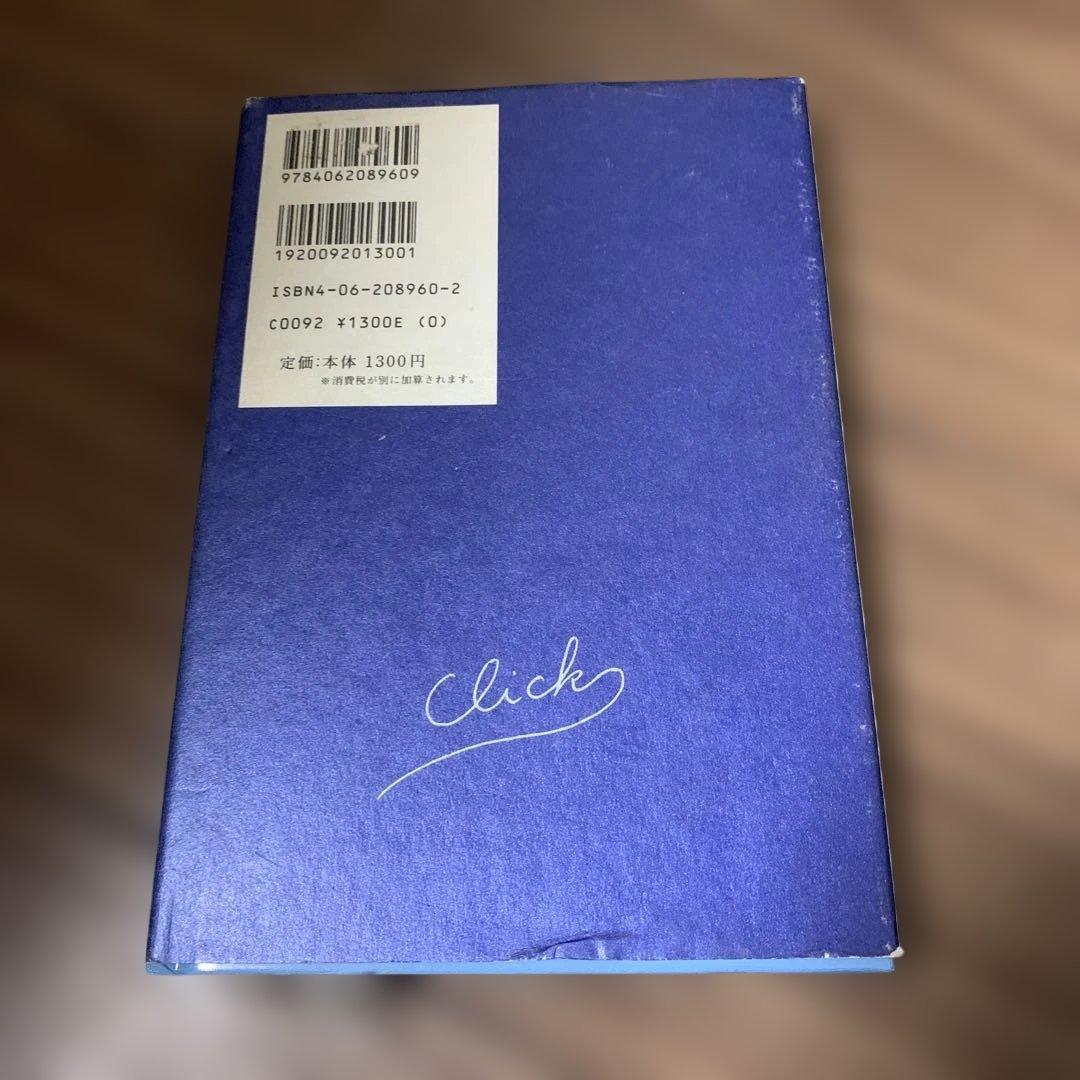 9784062089609
1920092013001
ISBN4-06-208960-2
C0092 ¥1300E (0)
定価:本体 1300円
※消費税が別に加算されます。
Click